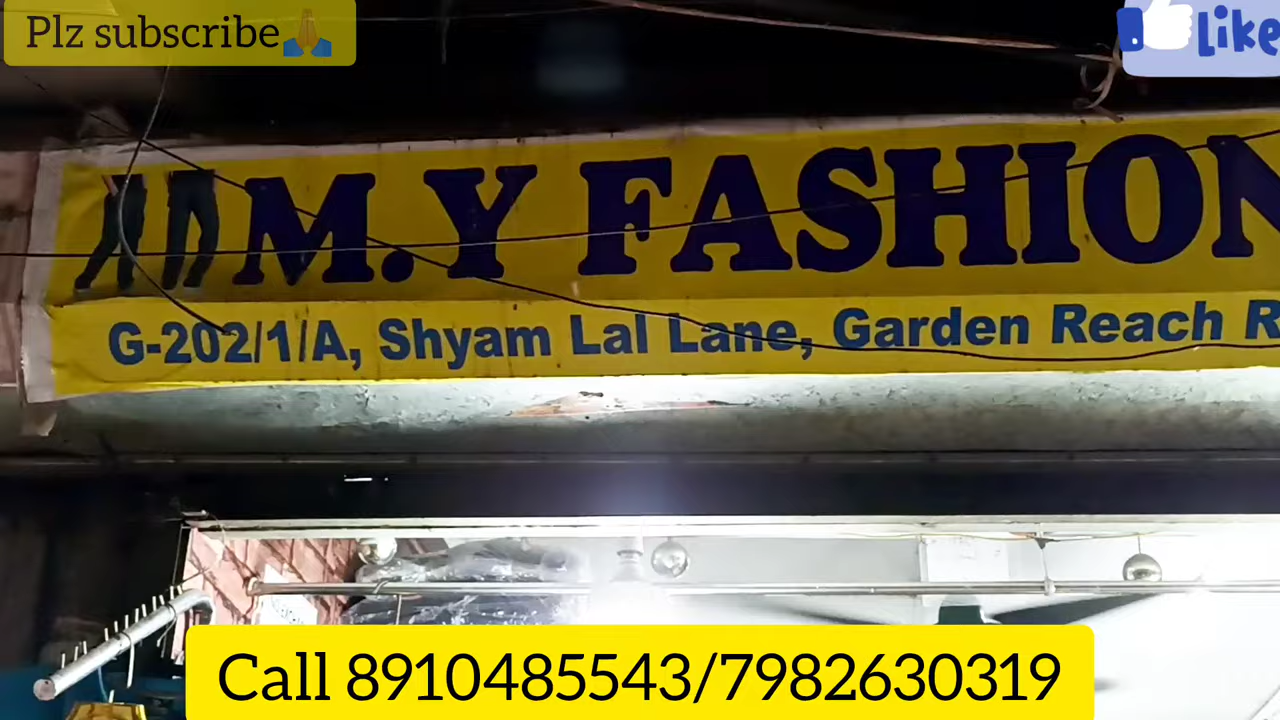 Plz subscribe🙏
Like
M.Y FASHION
G-202/1/A, Shyam Lal Lane, Garden Reach R
Call 8910485543/7982630319